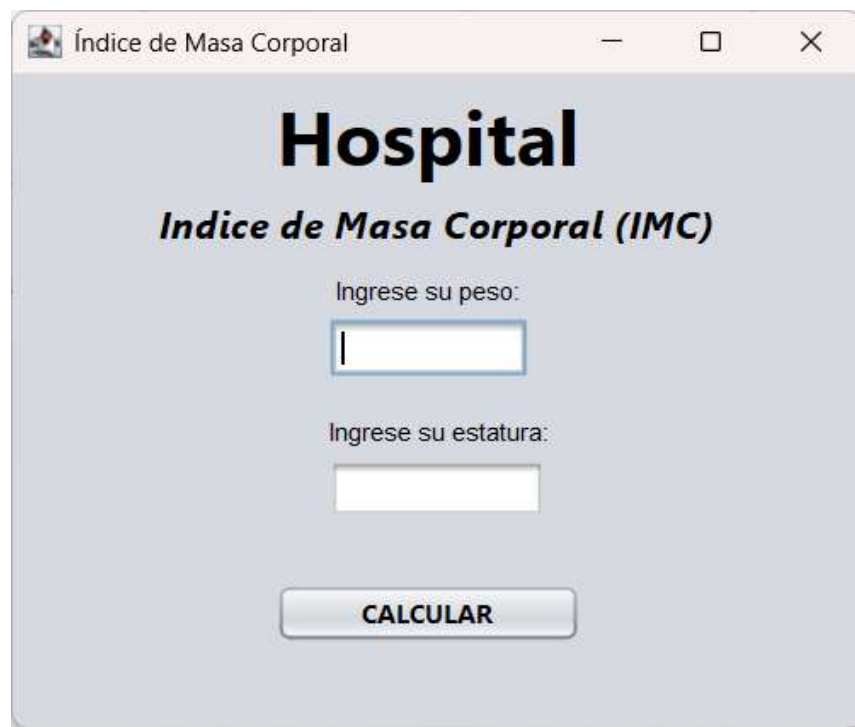 Índice de Masa Corporal
Hospital
Indice de Masa Corporal (IMC)
Ingrese su peso:
Ingrese su estatura:
CALCULAR